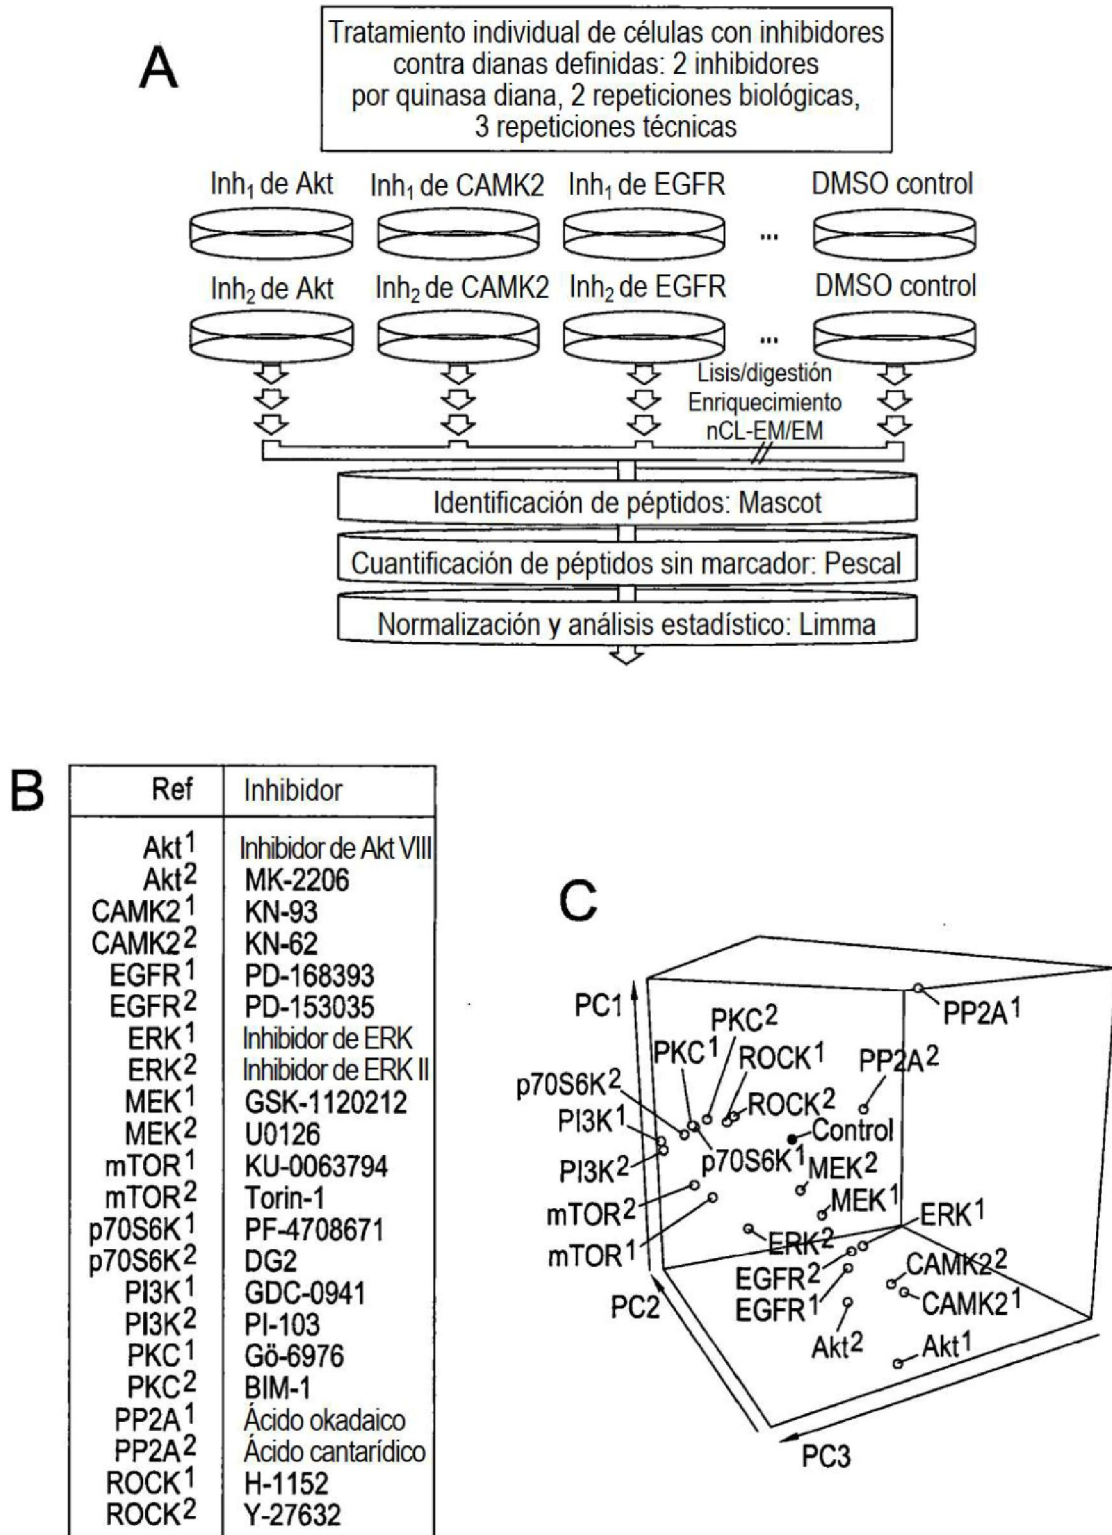 A
Tratamiento individual de células con inhibidores
contra dianas definidas: 2 inhibidores
por quinasa diana, 2 repeticiones biológicas,
3 repeticiones técnicas
Inh₁ de Akt Inh₁ de CAMK2 Inh₁ de EGFR DMSO control
...
Inh₂ de Akt Inh₂ de CAMK2 Inh₂ de EGFR DMSO control
...
Lisis/digestión
Enriquecimiento
nCL-EM/EM
Identificación de péptidos: Mascot
Cuantificación de péptidos sin marcador: Pescal
Normalización y análisis estadístico: Limma
B
Ref Inhibidor
Akt¹ Inhibidor de Akt VIII
Akt² MK-2206
CAMK2¹ KN-93
CAMK2² KN-62
EGFR¹ PD-168393
EGFR² PD-153035
ERK¹ Inhibidor de ERK
ERK² Inhibidor de ERK II
MEK¹ GSK-1120212
MEK² U0126
mTOR¹ KU-0063794
mTOR² Torin-1
p70S6K¹ PF-4708671
p70S6K² DG2
PI3K¹ GDC-0941
PI3K² PI-103
PKC¹ Gö-6976
PKC² BIM-1
PP2A¹ Ácido okadaico
PP2A² Ácido cantarídico
ROCK¹ H-1152
ROCK² Y-27632
C
PC1
PP2A¹
PKC²
PKC¹ ROCK¹
PP2A²
p70S6K²
ROCK²
PI3K¹
Control
PI3K²
p70S6K¹
MEK²
mTOR²
MEK¹
ERK¹
mTOR¹
ERK²
CAMK2²
EGFR²
CAMK2¹
EGFR¹
PC2
Akt²
Akt¹
PC3